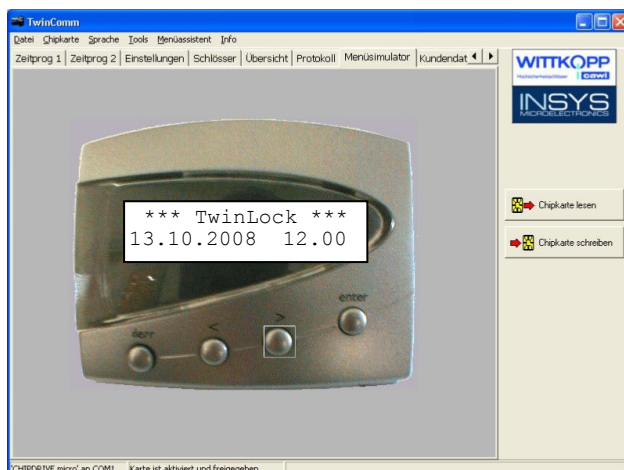 TwinComm
Datei Chipkarte Sprache Tools Menüassistent Info
Zeitprog 1 Zeitprog 2 Einstellungen Schlösser Übersicht Protokoll Menüsimulator Kundendat
WITTKOPP
cawi
INSYS
MICROELECTRONICS
*** TwinLock ***
13.10.2008 12.00
Chipkarte lesen
Chipkarte schreiben
< > enter
'CHIPDRIVE micro' an COM1 Karte ist aktiviert und freigegeben